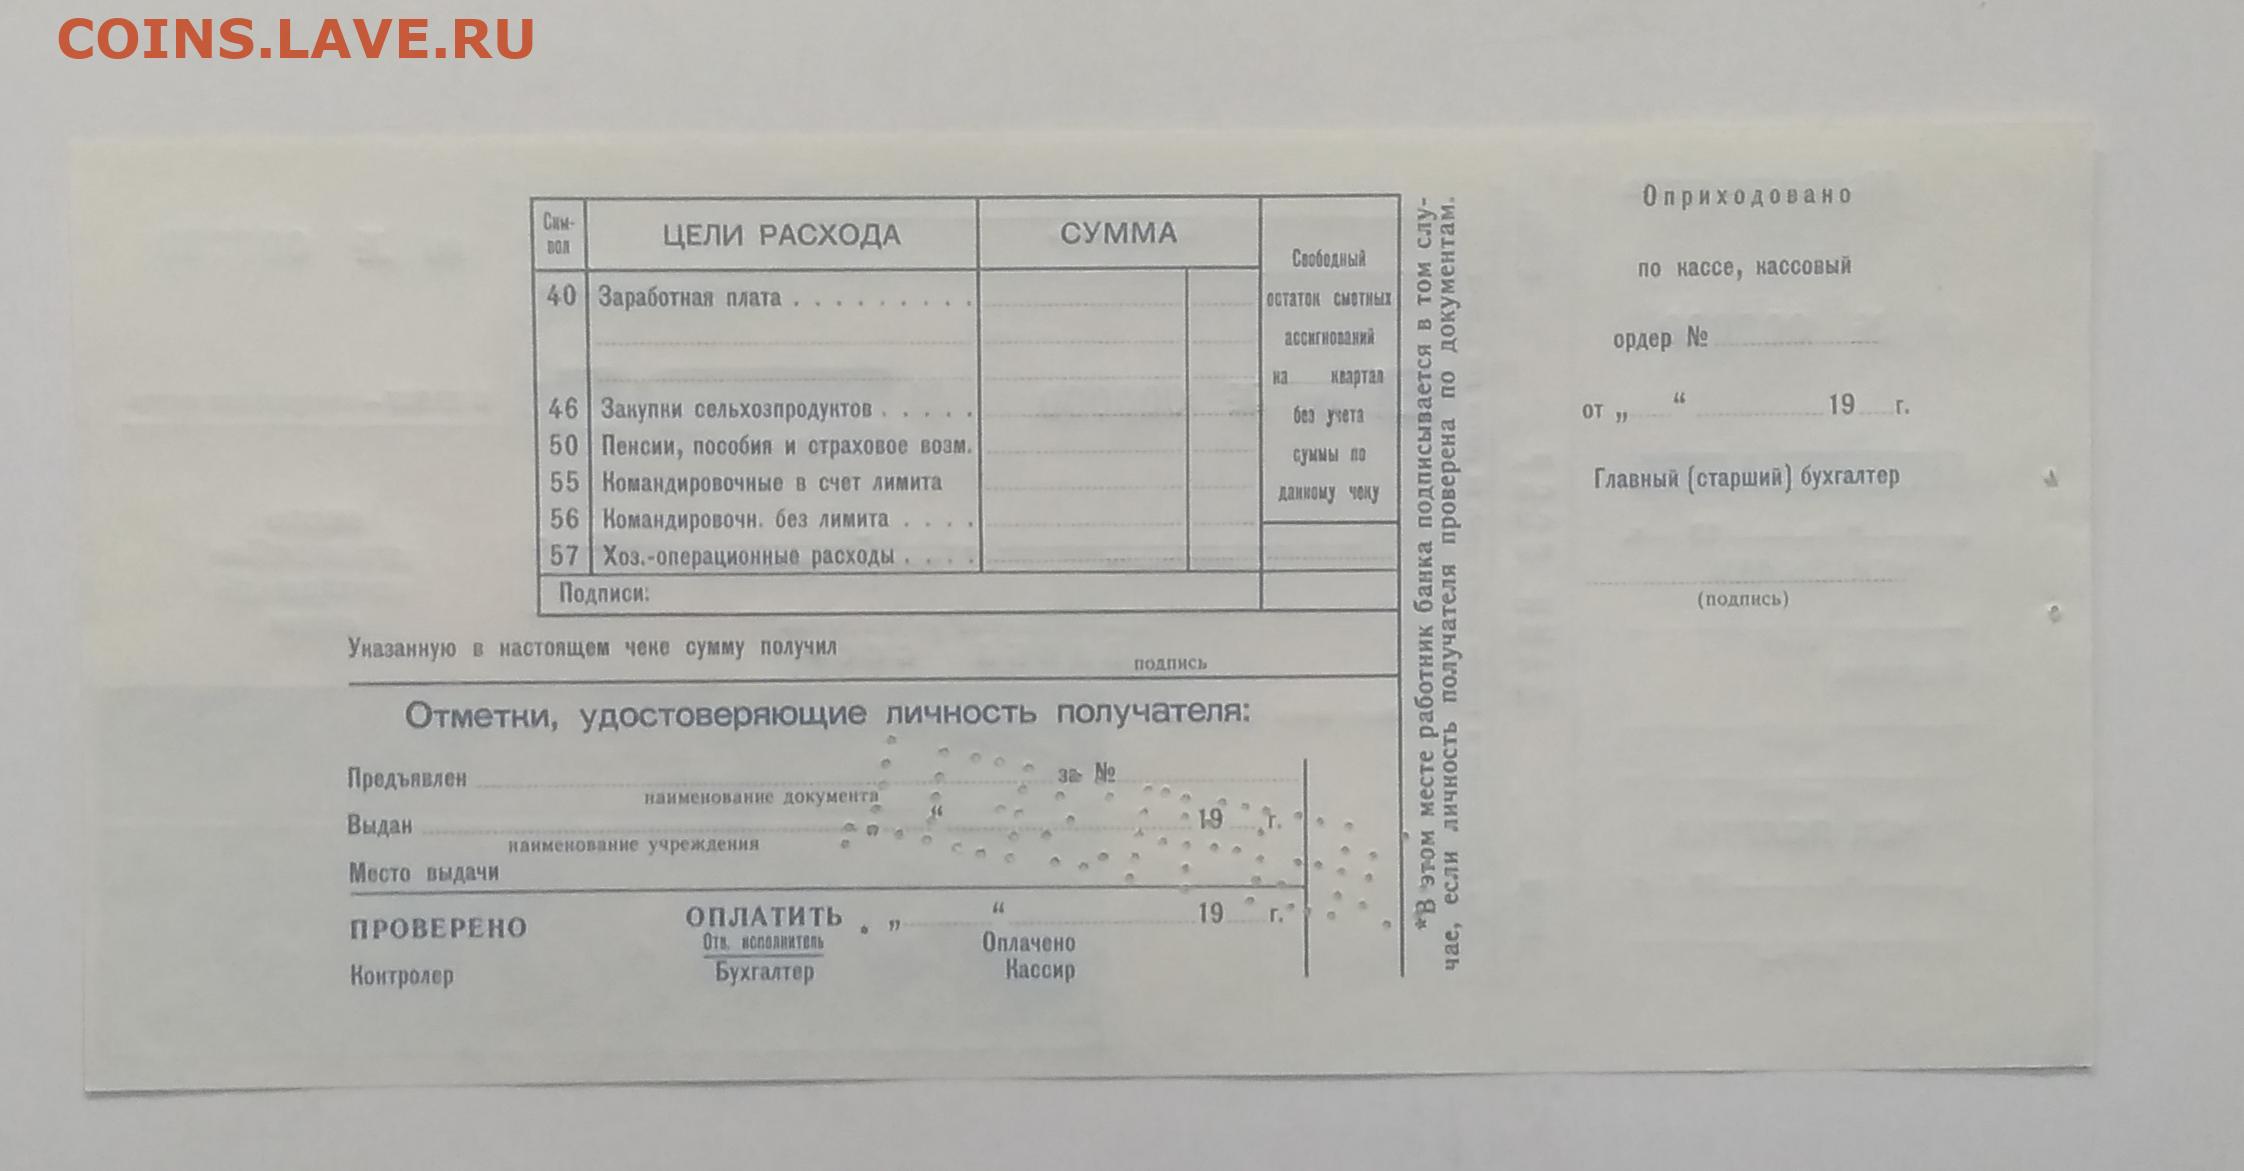 COINS.LAVE.RU
Сим-
вол
ЦЕЛИ РАСХОДА
СУММА
Свободный
остаток сметных
ассигнований
на квартал
без учета
суммы по
данному чеку
40 Заработная плата . . . . . . . . .
46 Закупки сельхозпродуктов . . . . .
50 Пенсии, пособия и страховое возм.
55 Командировочные в счет лимита
56 Командировочн. без лимита . . . .
57 Хоз.-операционные расходы . . . .
Подписи:
Указанную в настоящем чеке сумму получил
подпись
Отметки, удостоверяющие личность получателя:
Предъявлен за №
наименование документа
Выдан “ 19 г.
наименование учреждения
Место выдачи
ПРОВЕРЕНО ОПЛАТИТЬ „ “ 19 г.
Отв. исполнитель Оплачено
Контролер Бухгалтер Кассир
*В этом месте работник банка подписывается в том слу-
чае, если личность получателя проверена по документам.
Оприходовано
по кассе, кассовый
ордер №
от „ “ 19 г.
Главный (старший) бухгалтер
(подпись)